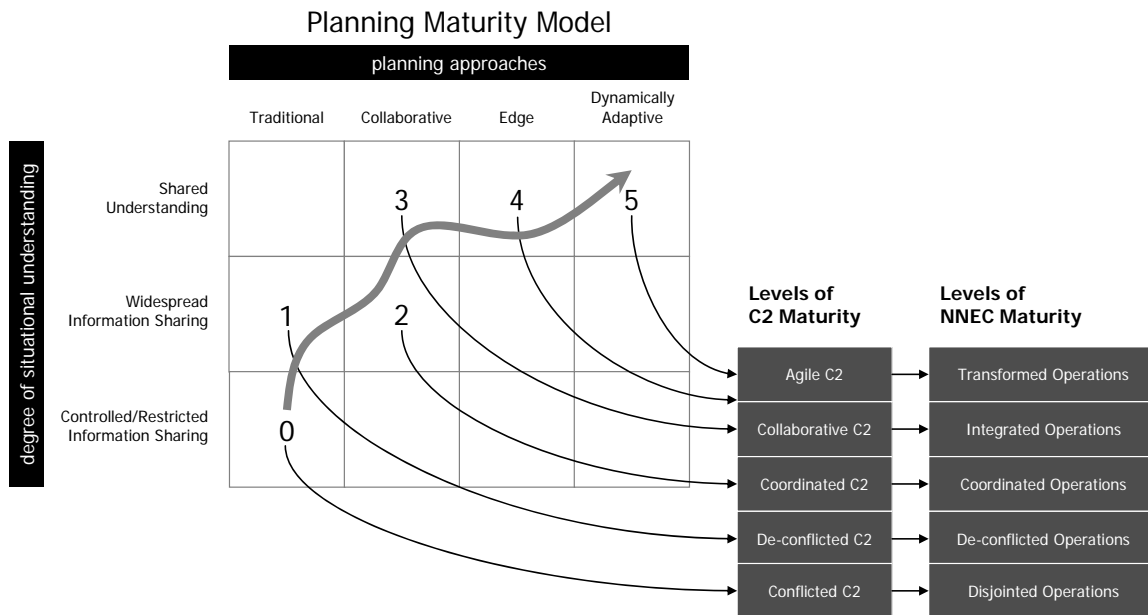 Planning Maturity Model
planning approaches
Traditional
Collaborative
Edge
Dynamically
Adaptive
degree of situational understanding
Shared
Understanding
3
4
5
Widespread
Information Sharing
1
2
Controlled/Restricted
Information Sharing
0
Levels of
C2 Maturity
Levels of
NNEC Maturity
Agile C2
Transformed Operations
Collaborative C2
Integrated Operations
Coordinated C2
Coordinated Operations
De-conflicted C2
De-conflicted Operations
Conflicted C2
Disjointed Operations